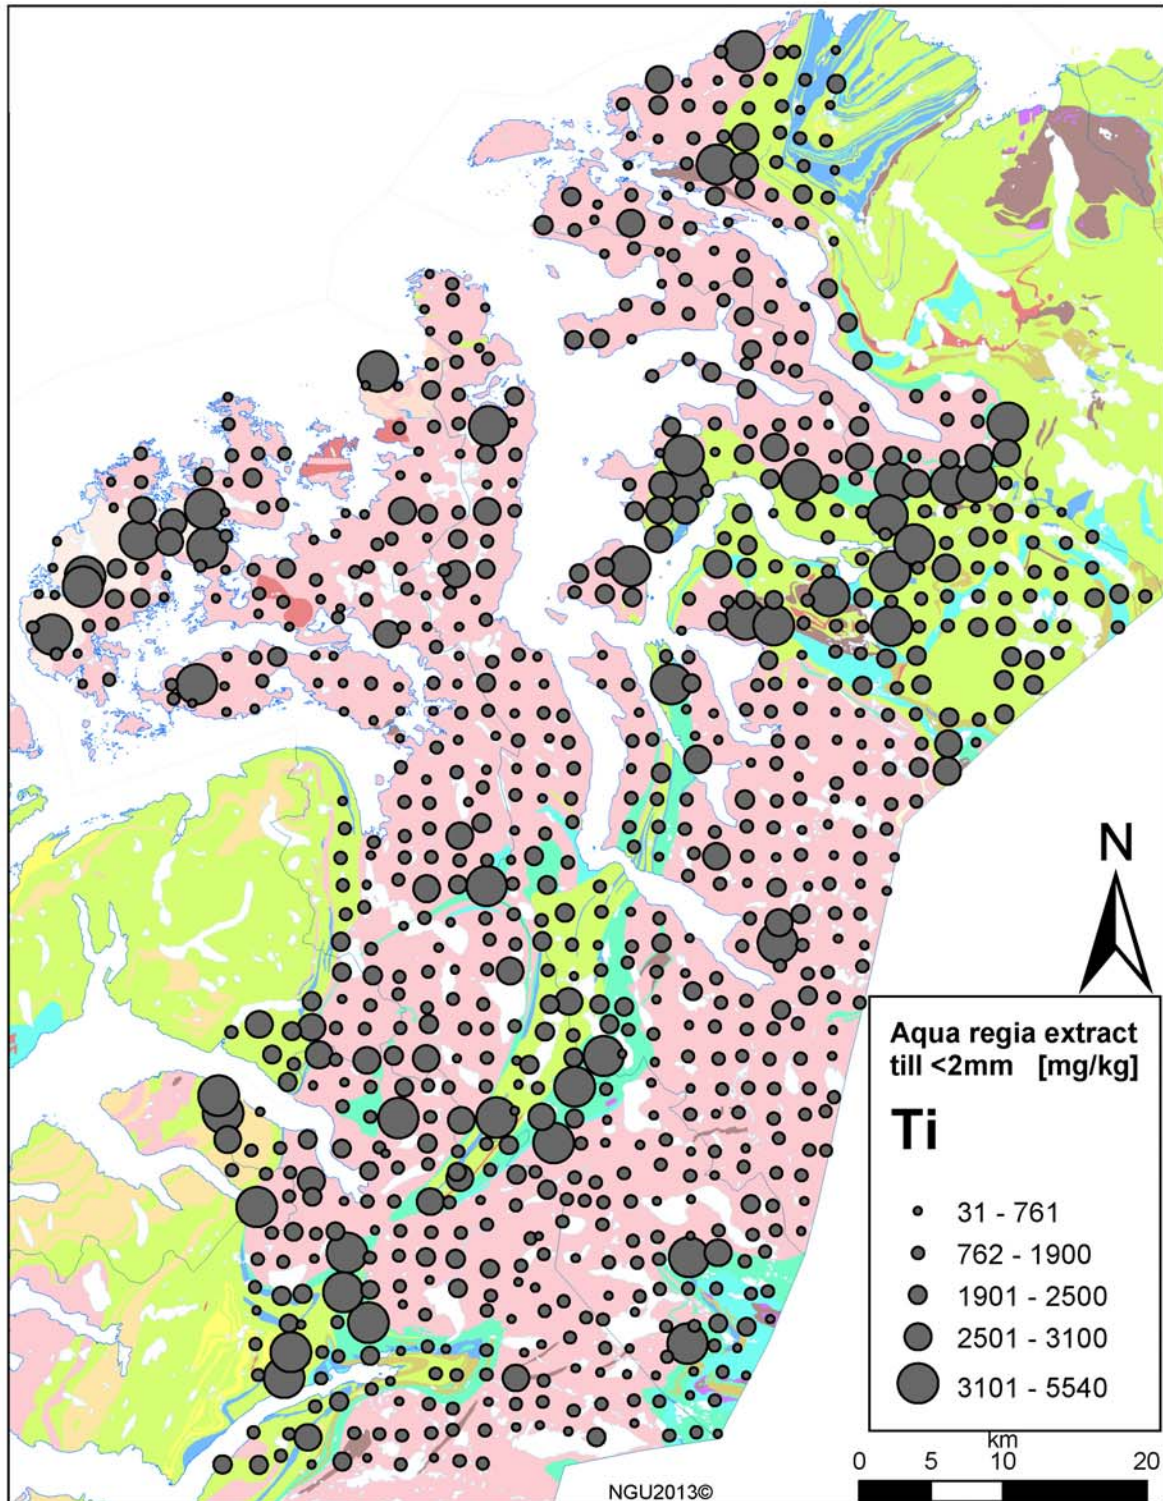 N
Aqua regia extract
till <2mm [mg/kg]
Ti
31 - 761
762 - 1900
1901 - 2500
2501 - 3100
3101 - 5540
km
0 5 10 20
NGU2013©